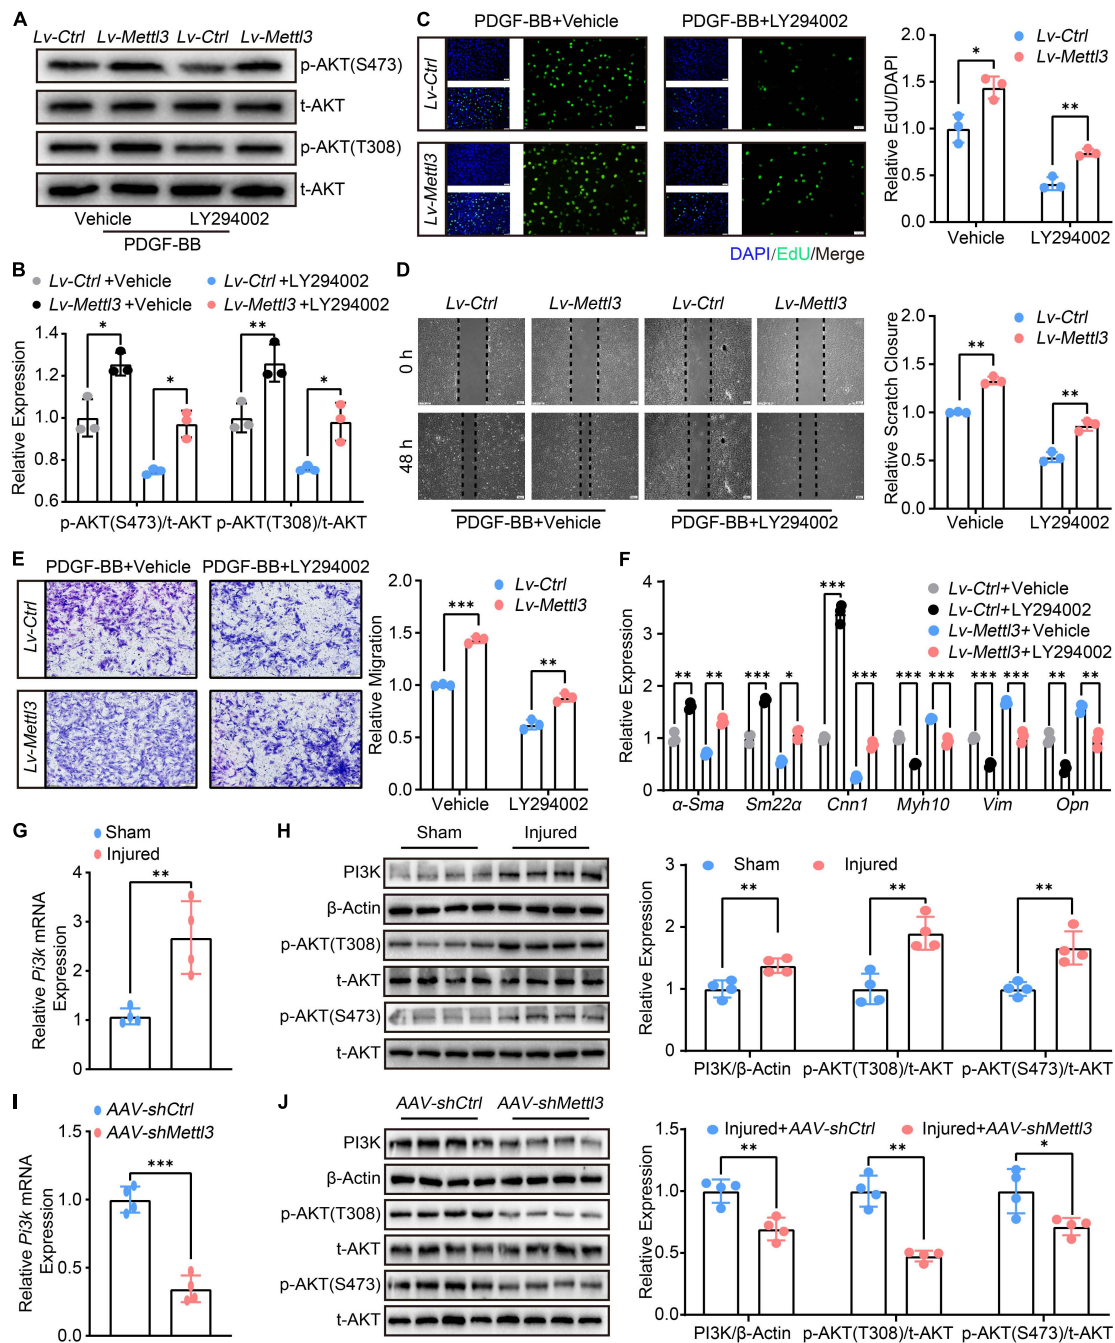 A
Lv-Ctrl Lv-Mettl3 Lv-Ctrl Lv-Mettl3
p-AKT(S473)
t-AKT
p-AKT(T308)
t-AKT
Vehicle LY294002
PDGF-BB
B
Lv-Ctrl+Vehicle Lv-Ctrl+LY294002
Lv-Mettl3+Vehicle Lv-Mettl3+LY294002
Relative Expression
1.4
1.2
1.0
0.8
0.6
* ** * *
p-AKT(S473)/t-AKT p-AKT(T308)/t-AKT
C
PDGF-BB+Vehicle PDGF-BB+LY294002
Lv-Ctrl
Lv-Mettl3
DAPI/EdU/Merge
Lv-Ctrl
Lv-Mettl3
Relative EdU/DAPI
2.0
1.5
1.0
0.5
0.0
* **
Vehicle LY294002
D
Lv-Ctrl Lv-Mettl3 Lv-Ctrl Lv-Mettl3
0 h
48 h
PDGF-BB+Vehicle PDGF-BB+LY294002
Lv-Ctrl
Lv-Mettl3
Relative Scratch Closure
2.0
1.5
1.0
0.5
0.0
** **
Vehicle LY294002
E
PDGF-BB+Vehicle PDGF-BB+LY294002
Lv-Ctrl
Lv-Mettl3
Lv-Ctrl
Lv-Mettl3
Relative Migration
2.0
1.5
1.0
0.5
0.0
*** **
Vehicle LY294002
F
Lv-Ctrl+Vehicle
Lv-Ctrl+LY294002
Lv-Mettl3+Vehicle
Lv-Mettl3+LY294002
Relative Expression
4
3
2
1
0
** ** *** * *** *** *** *** *** *** ** **
α-Sma Sm22α Cnn1 Myh10 Vim Opn
G
Sham
Injured
Relative Pi3k mRNA
Expression
4
3
2
1
0
**
H
Sham Injured
PI3K
β-Actin
p-AKT(T308)
t-AKT
p-AKT(S473)
t-AKT
Sham Injured
Relative Expression
3
2
1
0
** ** **
PI3K/β-Actin p-AKT(T308)/t-AKT p-AKT(S473)/t-AKT
I
AAV-shCtrl
AAV-shMettl3
Relative Pi3k mRNA
Expression
1.5
1.0
0.5
0.0
***
J
AAV-shCtrl AAV-shMettl3
PI3K
β-Actin
p-AKT(T308)
t-AKT
p-AKT(S473)
t-AKT
Injured+AAV-shCtrl Injured+AAV-shMettl3
Relative Expression
1.5
1.0
0.5
0.0
** ** *
PI3K/β-Actin p-AKT(T308)/t-AKT p-AKT(S473)/t-AKT